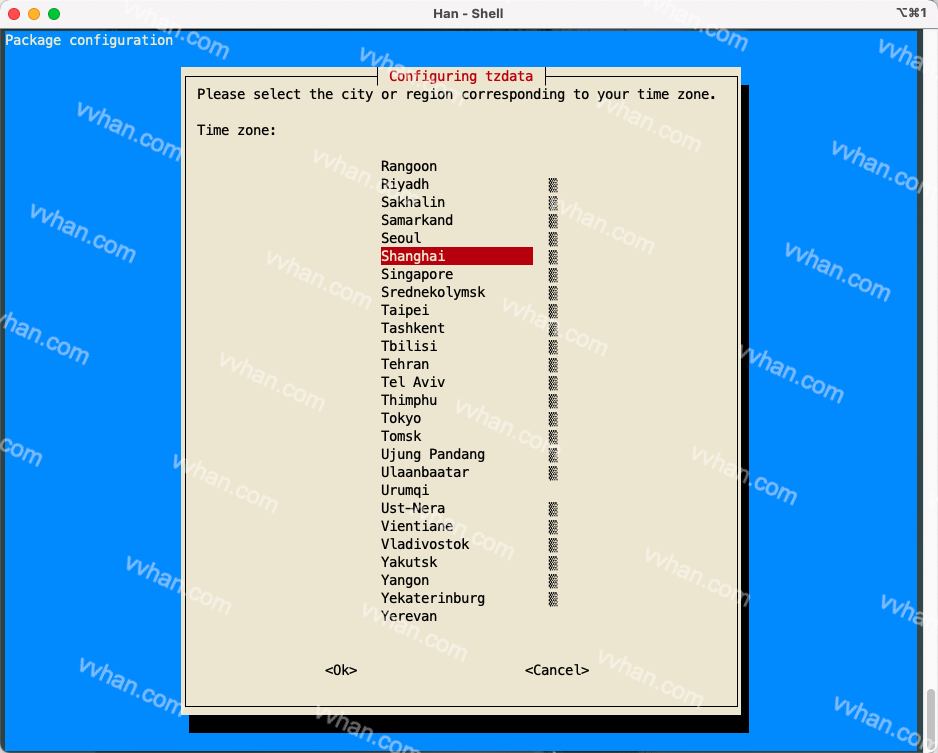 Han - Shell
⌥⌘1
Package configuration
Configuring tzdata
Please select the city or region corresponding to your time zone.
Time zone:
Rangoon
Riyadh
Sakhalin
Samarkand
Seoul
Shanghai
Singapore
Srednekolymsk
Taipei
Tashkent
Tbilisi
Tehran
Tel Aviv
Thimphu
Tokyo
Tomsk
Ujung Pandang
Ulaanbaatar
Urumqi
Ust-Nera
Vientiane
Vladivostok
Yakutsk
Yangon
Yekaterinburg
Yerevan
<Ok> <Cancel>
vvhan.com